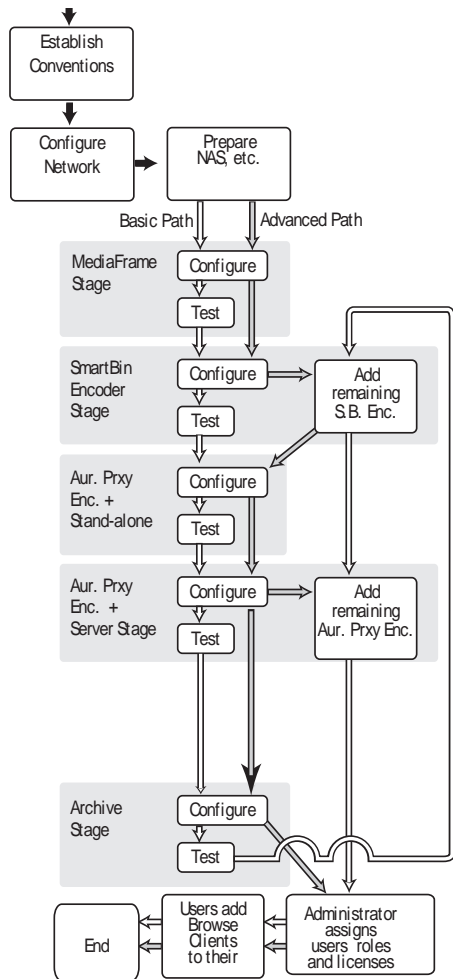 Establish
Conventions
Configure
Network
Prepare
NAS, etc.
Basic Path
Advanced Path
MediaFrame
Stage
Configure
Test
SmartBin
Encoder
Stage
Configure
Test
Add
remaining
S.B. Enc.
Aur. Prxy
Enc. +
Stand-alone
Configure
Test
Aur. Prxy
Enc. +
Server Stage
Configure
Test
Add
remaining
Aur. Prxy Enc.
Archive
Stage
Configure
Test
End
Users add
Browse
Clients
to their
Administrator
assigns
users roles
and licenses